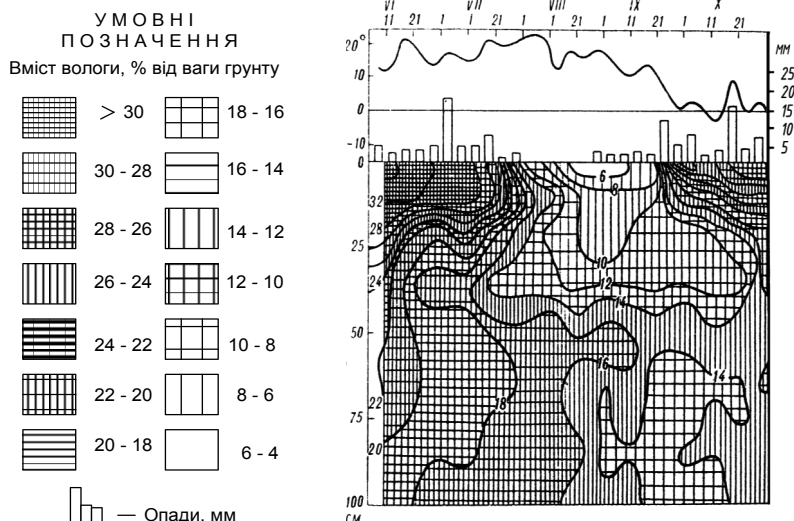 УМОВНІ
ПОЗНАЧЕННЯ
Вміст вологи, % від ваги грунту
> 30
18 - 16
30 - 28
16 - 14
28 - 26
14 - 12
26 - 24
12 - 10
24 - 22
10 - 8
22 - 20
8 - 6
20 - 18
6 - 4
— Опади, мм
VI VII VIII IX X
11 21 1 11 21 1 11 21 1 11 21 1 11 21
20°
10
0
-10
мм
25
20
15
10
5
0
25
50
75
100
см
32
28
24
22
20
18
16
14
12
10
8
6
14